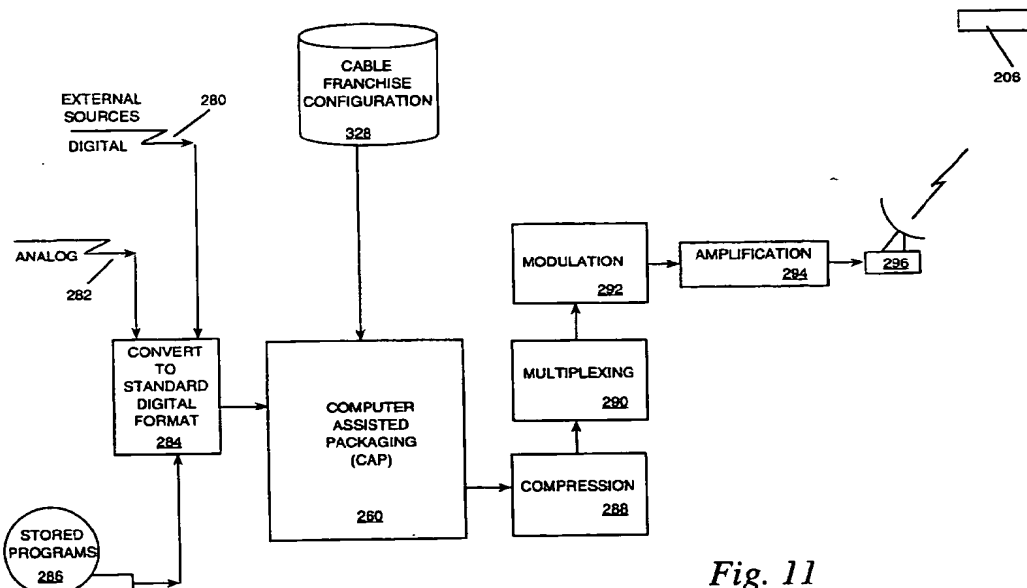 206
CABLE
FRANCHISE
CONFIGURATION
328
EXTERNAL
SOURCES
280
DIGITAL
ANALOG
282
MODULATION
292
AMPLIFICATION
294
296
CONVERT
TO
STANDARD
DIGITAL
FORMAT
284
COMPUTER
ASSISTED
PACKAGING
(CAP)
260
MULTIPLEXING
290
COMPRESSION
288
STORED
PROGRAMS
286
Fig. 11